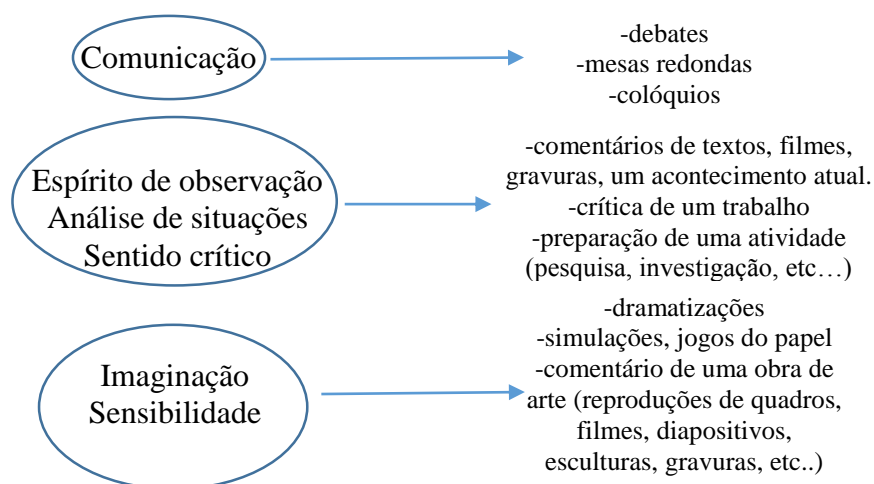 Comunicação
-debates
-mesas redondas
-colóquios
Espírito de observação
Análise de situações
Sentido crítico
-comentários de textos, filmes,
gravuras, um acontecimento atual.
-crítica de um trabalho
-preparação de uma atividade
(pesquisa, investigação, etc…)
Imaginação
Sensibilidade
-dramatizações
-simulações, jogos do papel
-comentário de uma obra de
arte (reproduções de quadros,
filmes, diapositivos,
esculturas, gravuras, etc..)